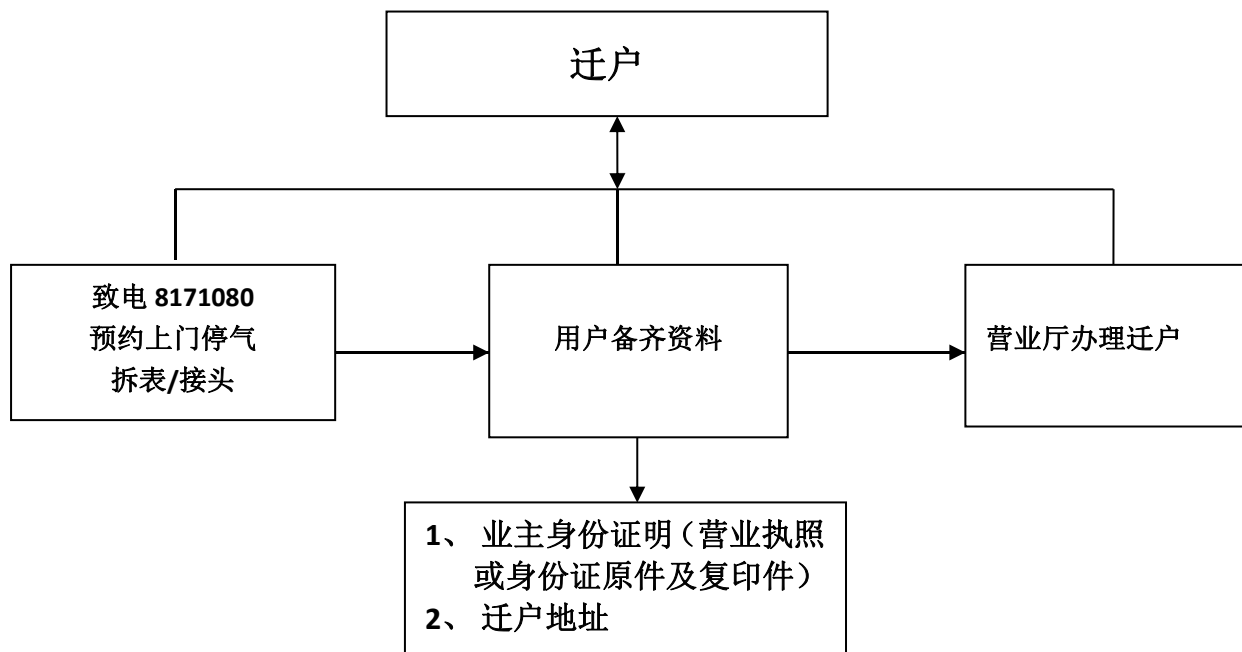 迁户
致电 8171080
预约上门停气
拆表/接头
用户备齐资料
营业厅办理迁户
1、 业主身份证明（营业执照
或身份证原件及复印件）
2、 迁户地址